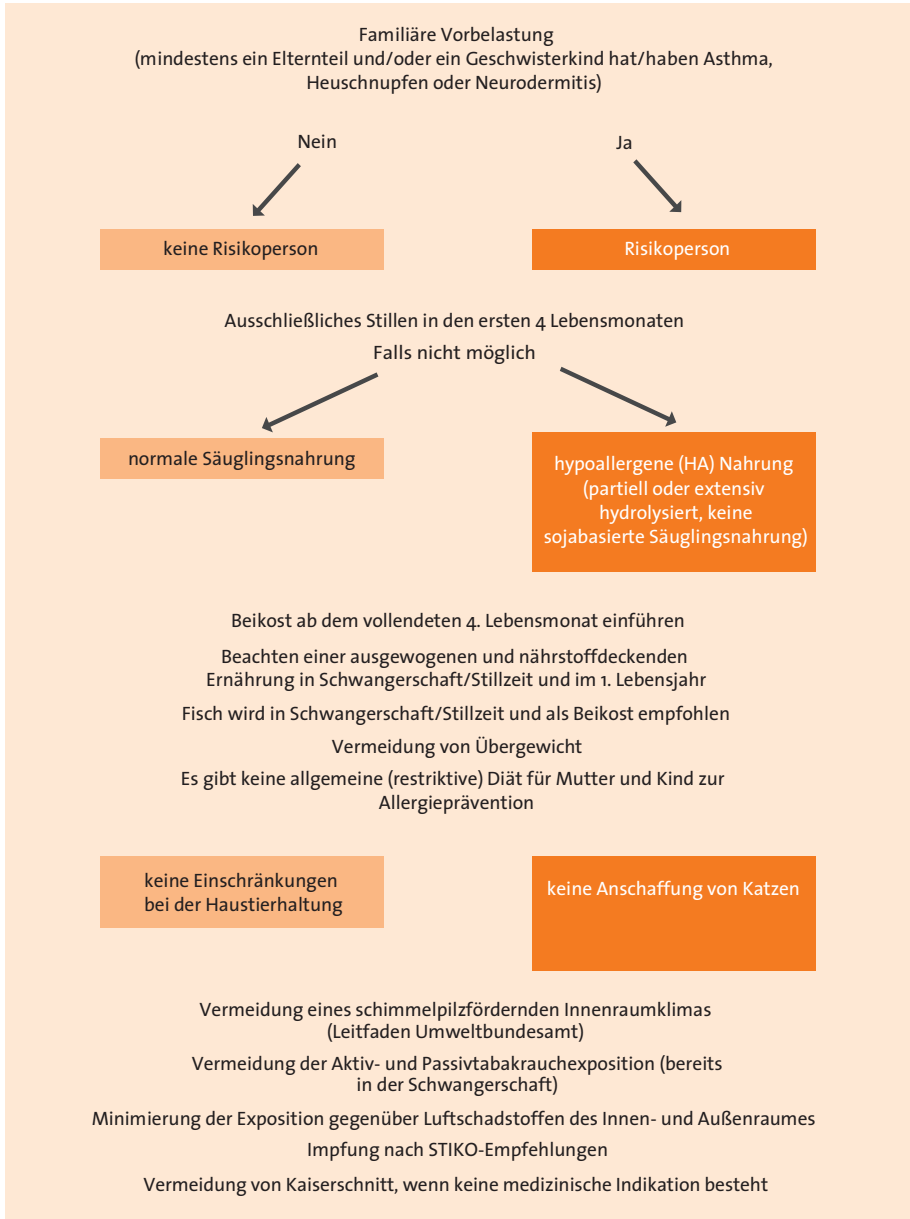 Familiäre Vorbelastung
(mindestens ein Elternteil und/oder ein Geschwisterkind hat/haben Asthma,
Heuschnupfen oder Neurodermitis)
Nein
Ja
keine Risikoperson
Risikoperson
Ausschließliches Stillen in den ersten 4 Lebensmonaten
Falls nicht möglich
normale Säuglingsnahrung
hypoallergene (HA) Nahrung
(partiell oder extensiv
hydrolysiert, keine
sojabasierte Säuglingsnahrung)
Beikost ab dem vollendeten 4. Lebensmonat einführen
Beachten einer ausgewogenen und nährstoffdeckenden
Ernährung in Schwangerschaft/Stillzeit und im 1. Lebensjahr
Fisch wird in Schwangerschaft/Stillzeit und als Beikost empfohlen
Vermeidung von Übergewicht
Es gibt keine allgemeine (restriktive) Diät für Mutter und Kind zur
Allergieprävention
keine Einschränkungen
bei der Haustierhaltung
keine Anschaffung von Katzen
Vermeidung eines schimmelpilzfördernden Innenraumklimas
(Leitfaden Umweltbundesamt)
Vermeidung der Aktiv- und Passivtabakrauchexposition (bereits
in der Schwangerschaft)
Minimierung der Exposition gegenüber Luftschadstoffen des Innen- und Außenraumes
Impfung nach STIKO-Empfehlungen
Vermeidung von Kaiserschnitt, wenn keine medizinische Indikation besteht